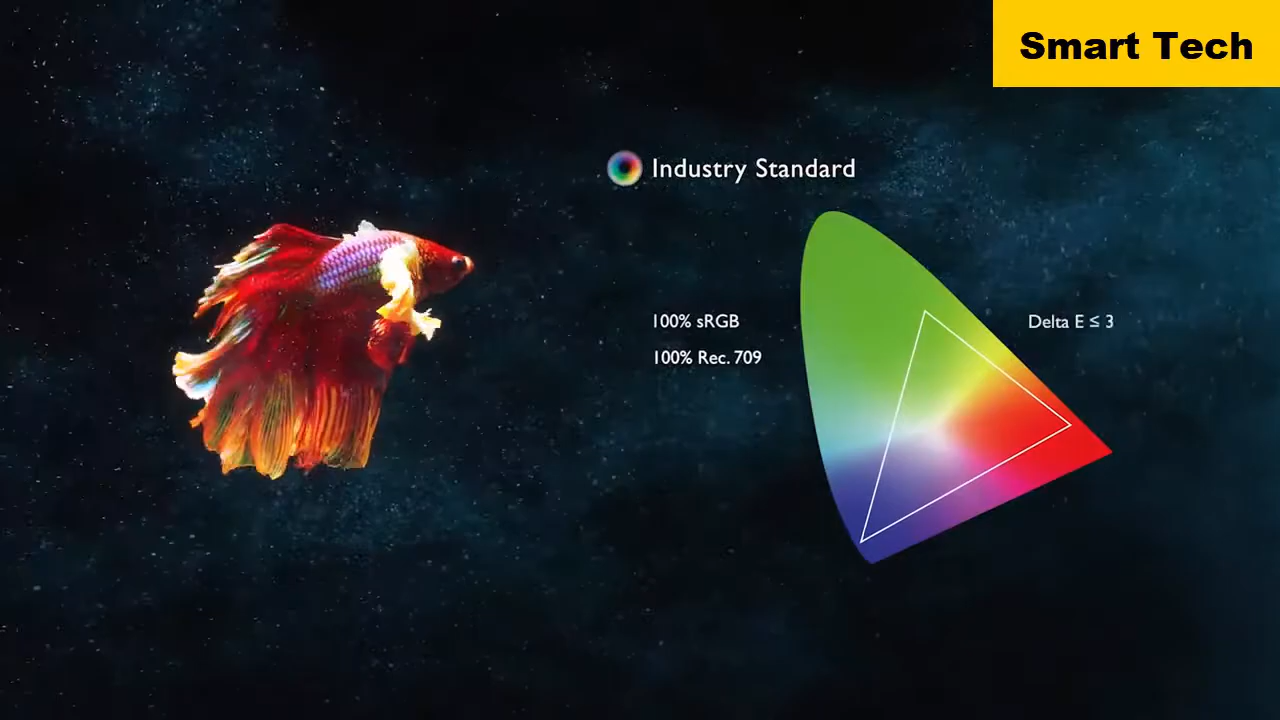 Smart Tech
Industry Standard
100% sRGB
Delta E ≤ 3
100% Rec. 709